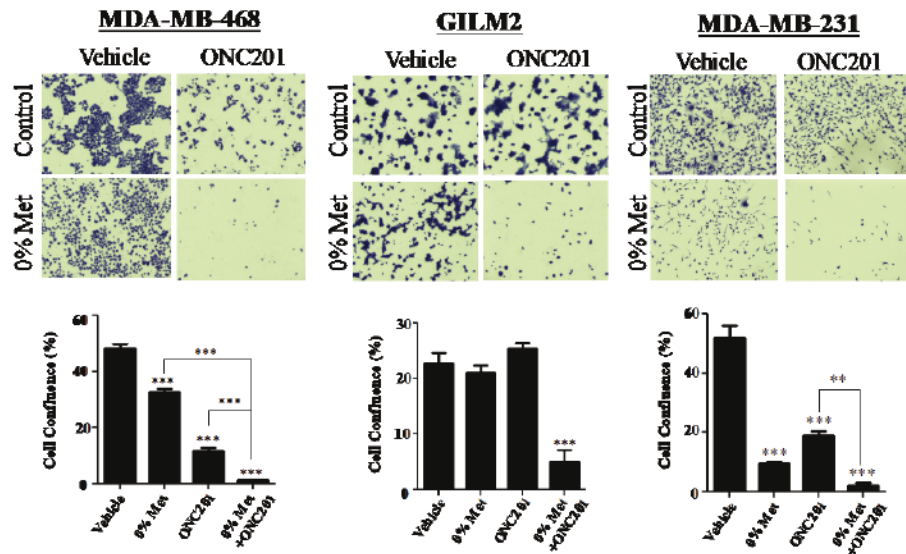 MDA-MB-468
GILM2
MDA-MB-231
Vehicle ONC201
Vehicle ONC201
Vehicle ONC201
Control
0% Met
Control
0% Met
Control
0% Met
Cell Confluence (%)
60
40
20
0
***
***
***
***
***
Vehicle
0% Met
ONC201
0% Met
+ONC201
Cell Confluence (%)
30
20
10
0
***
Vehicle
0% Met
ONC201
0% Met
+ONC201
Cell Confluence (%)
60
40
20
0
**
***
***
***
Vehicle
0% Met
ONC201
0% Met
+ONC201